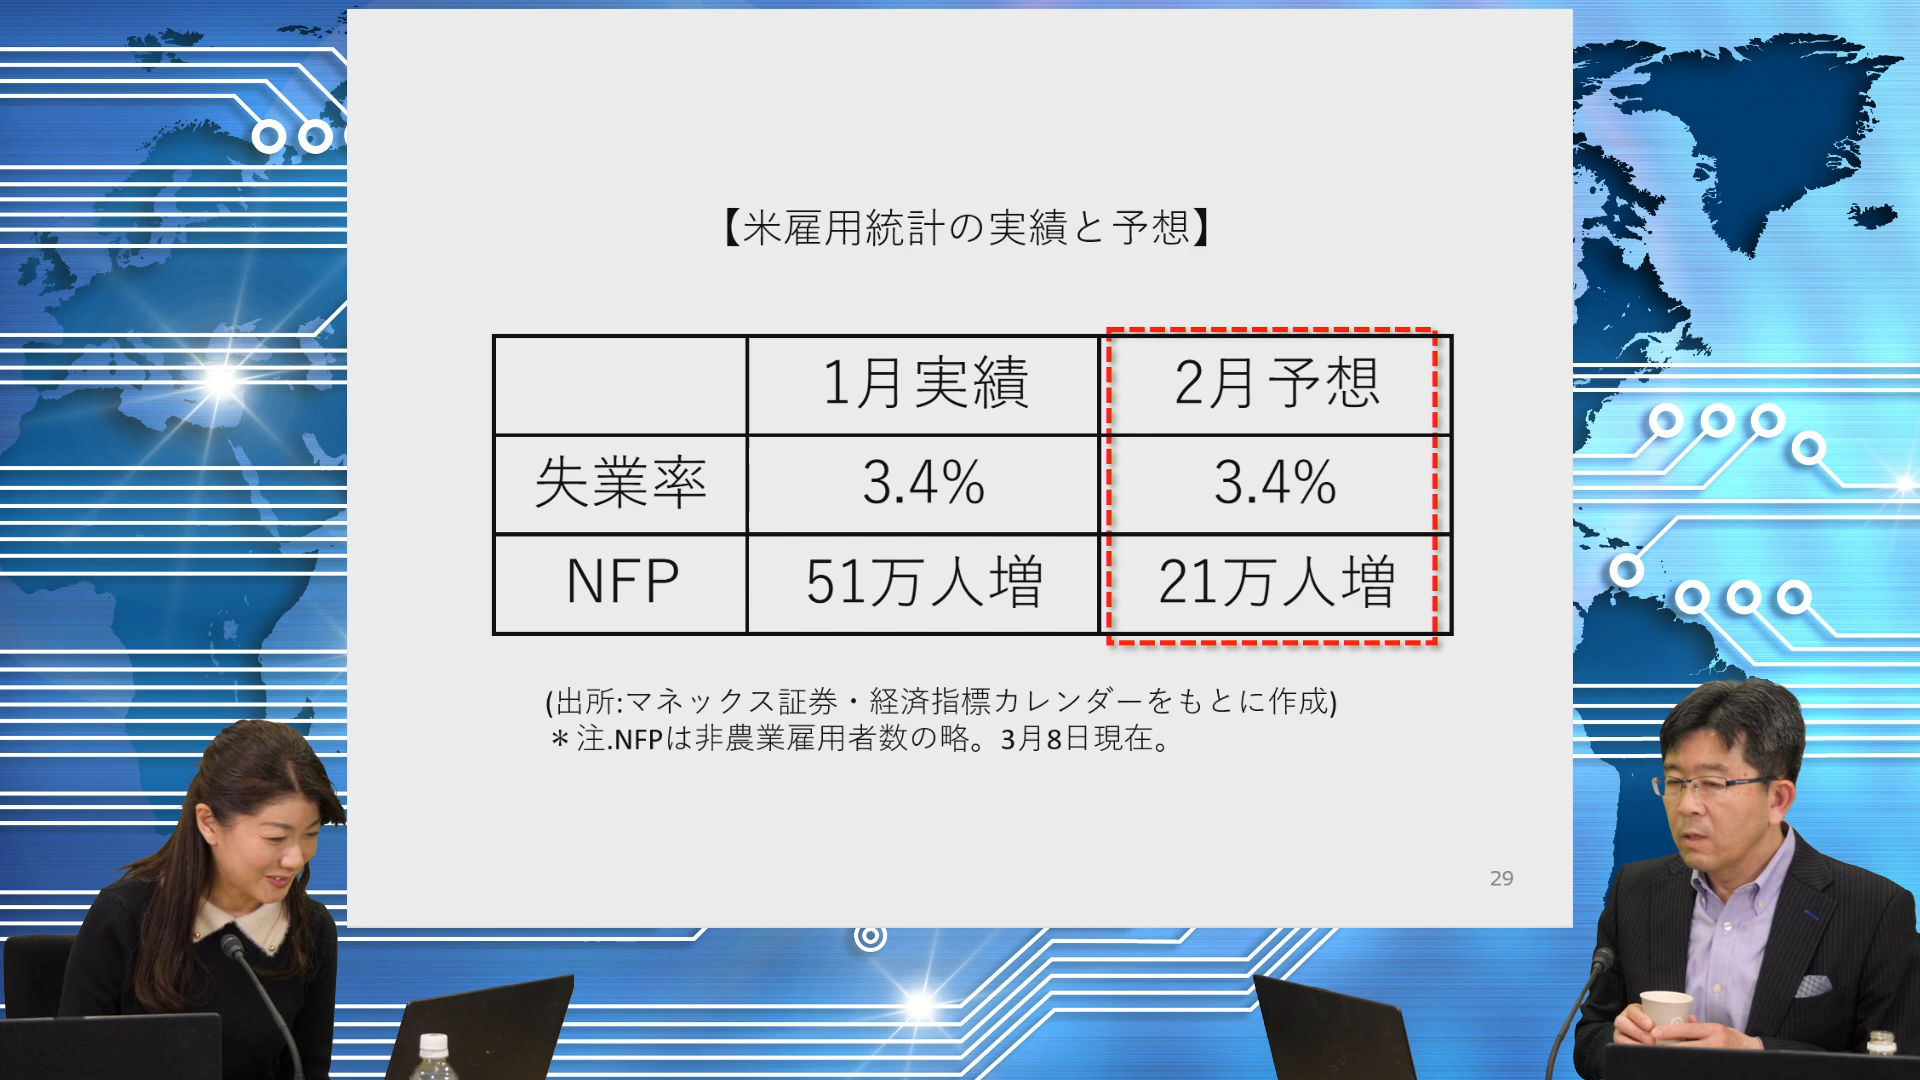 【米雇用統計の実績と予想】
1月実績 2月予想
失業率 3.4% 3.4%
NFP 51万人増 21万人増
(出所:マネックス証券・経済指標カレンダーをもとに作成)
＊注.NFPは非農業雇用者数の略。3月8日現在。
29